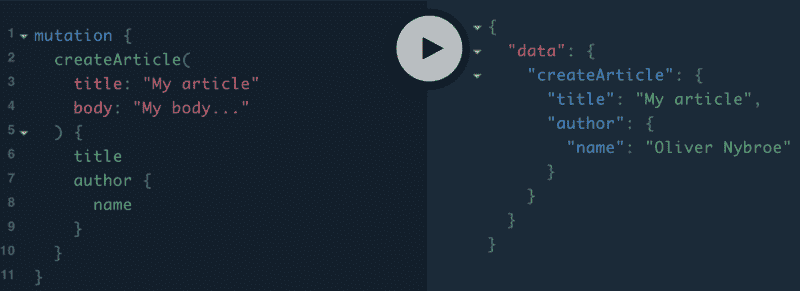 1 mutation {
2 createArticle(
3 title: "My article"
4 body: "My body..."
5 ) {
6 title
7 author {
8 name
9 }
10 }
11 }
{
"data": {
"createArticle": {
"title": "My article",
"author": {
"name": "Oliver Nybroe"
}
}
}
}